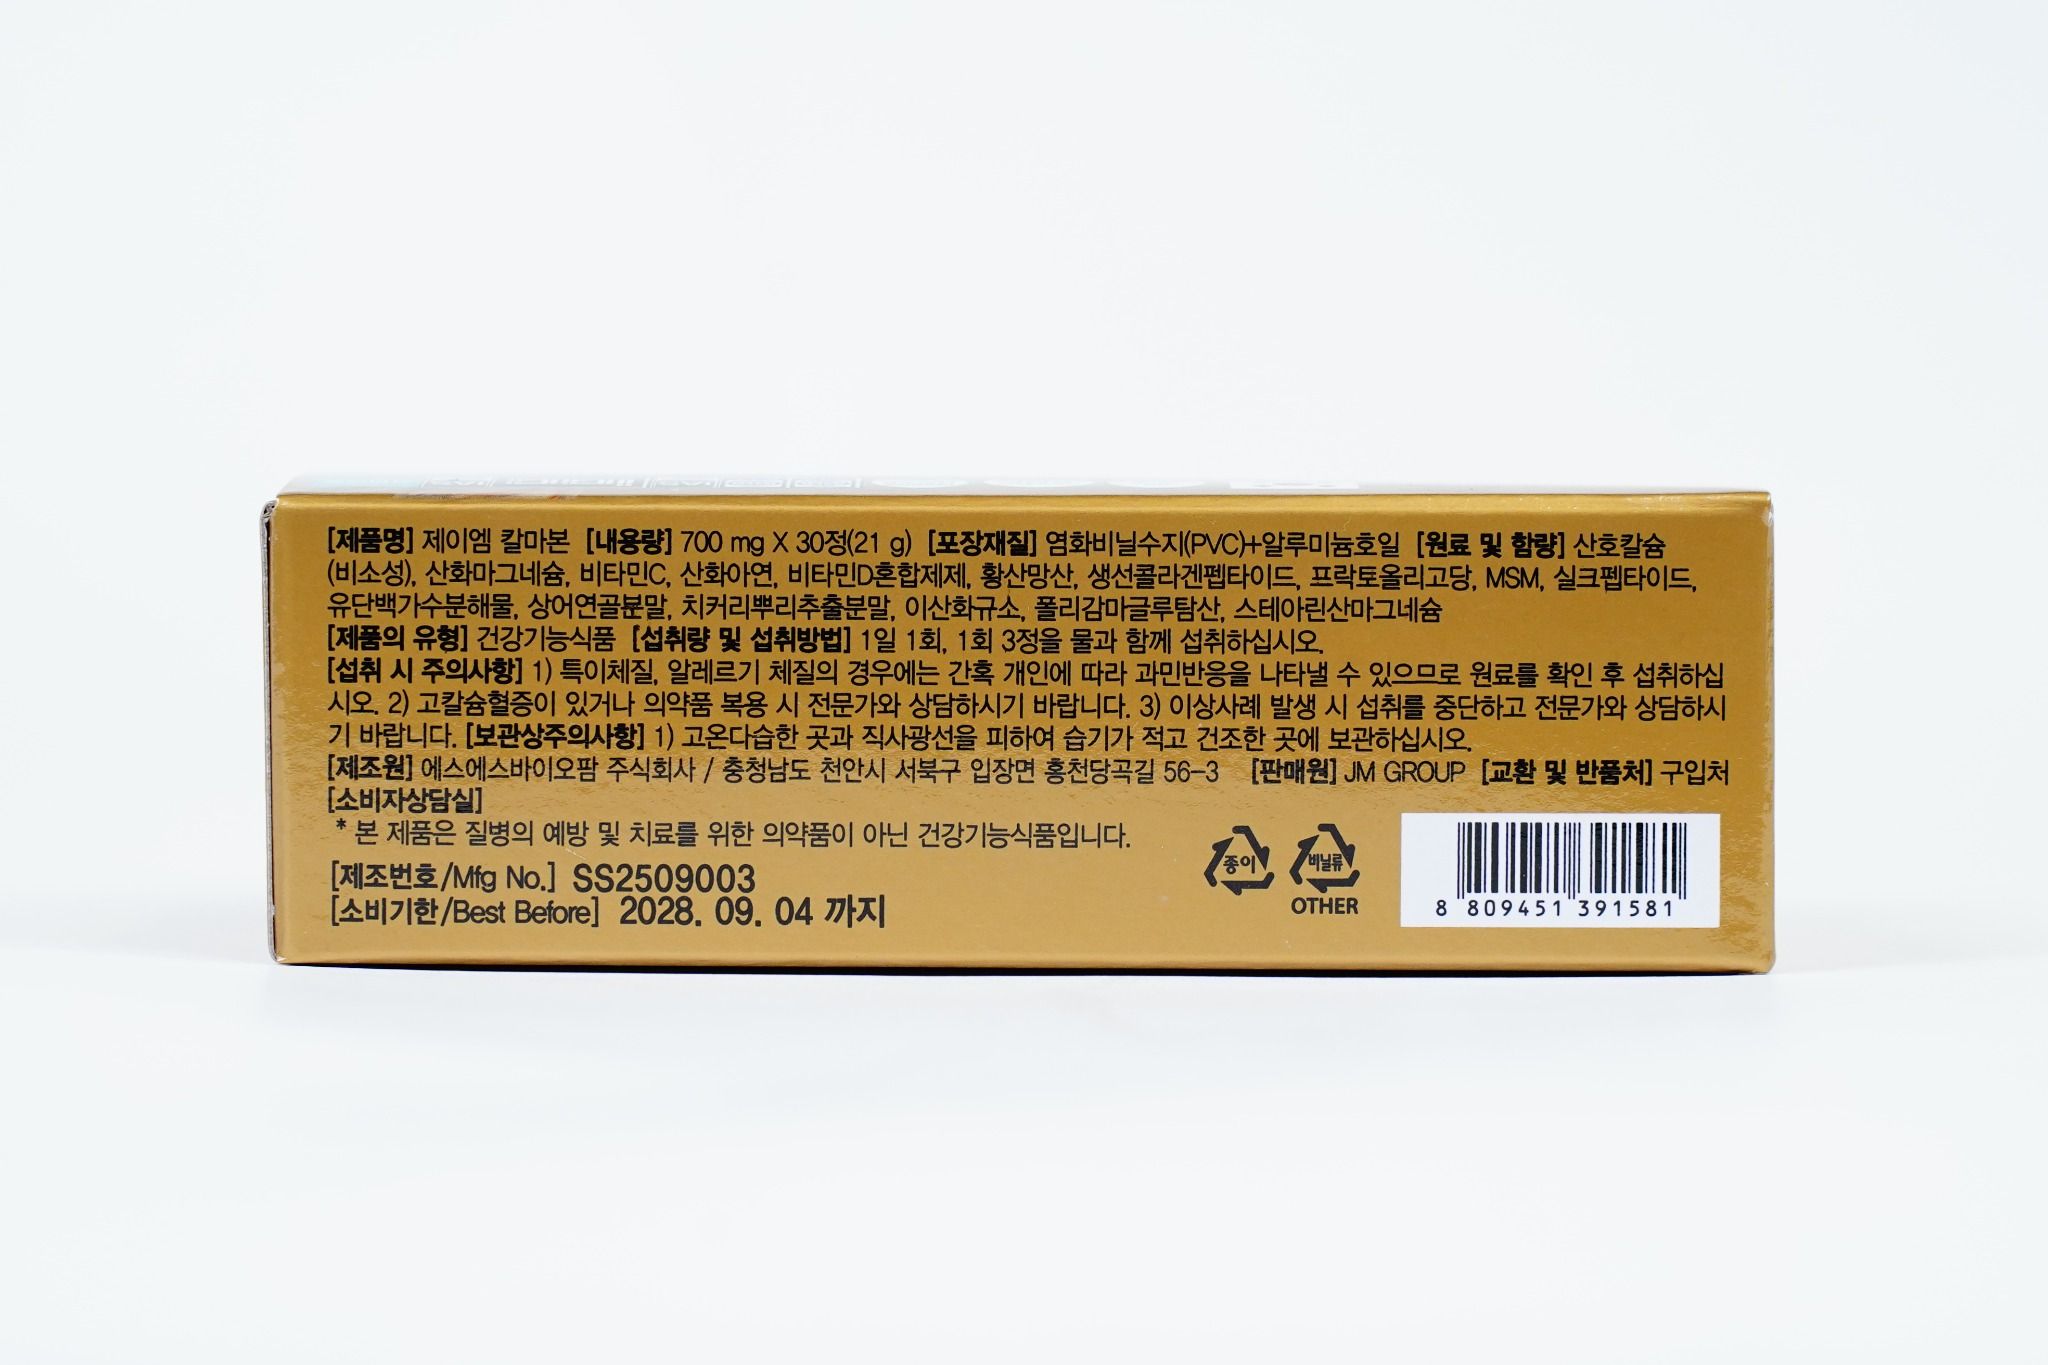 [제품명] 제이엠 칼마본 [내용량] 700 mg X 30정(21 g) [포장재질] 염화비닐수지(PVC)+알루미늄호일 [원료 및 함량] 산호칼슘
(비소성), 산화마그네슘, 비타민C, 산화아연, 비타민D혼합제제, 황산망산, 생선콜라겐펩타이드, 프락토올리고당, MSM, 실크펩타이드,
유단백가수분해물, 상어연골분말, 치커리뿌리추출분말, 이산화규소, 폴리감마글루탐산, 스테아린산마그네슘
[제품의 유형] 건강기능식품 [섭취량 및 섭취방법] 1일 1회, 1회 3정을 물과 함께 섭취하십시오.
[섭취 시 주의사항] 1) 특이체질, 알레르기 체질의 경우에는 간혹 개인에 따라 과민반응을 나타낼 수 있으므로 원료를 확인 후 섭취하십
시오. 2) 고칼슘혈증이 있거나 의약품 복용 시 전문가와 상담하시기 바랍니다. 3) 이상사례 발생 시 섭취를 중단하고 전문가와 상담하시
기 바랍니다. [보관상주의사항] 1) 고온다습한 곳과 직사광선을 피하여 습기가 적고 건조한 곳에 보관하십시오.
[제조원] 에스에스바이오팜 주식회사 / 충청남도 천안시 서북구 입장면 홍천당곡길 56-3 [판매원] JM GROUP [교환 및 반품처] 구입처
[소비자상담실]
* 본 제품은 질병의 예방 및 치료를 위한 의약품이 아닌 건강기능식품입니다.
[제조번호/Mfg No.] SS2509003
[소비기한/Best Before] 2028. 09. 04 까지
종이
비닐류
OTHER
8 809451 391581